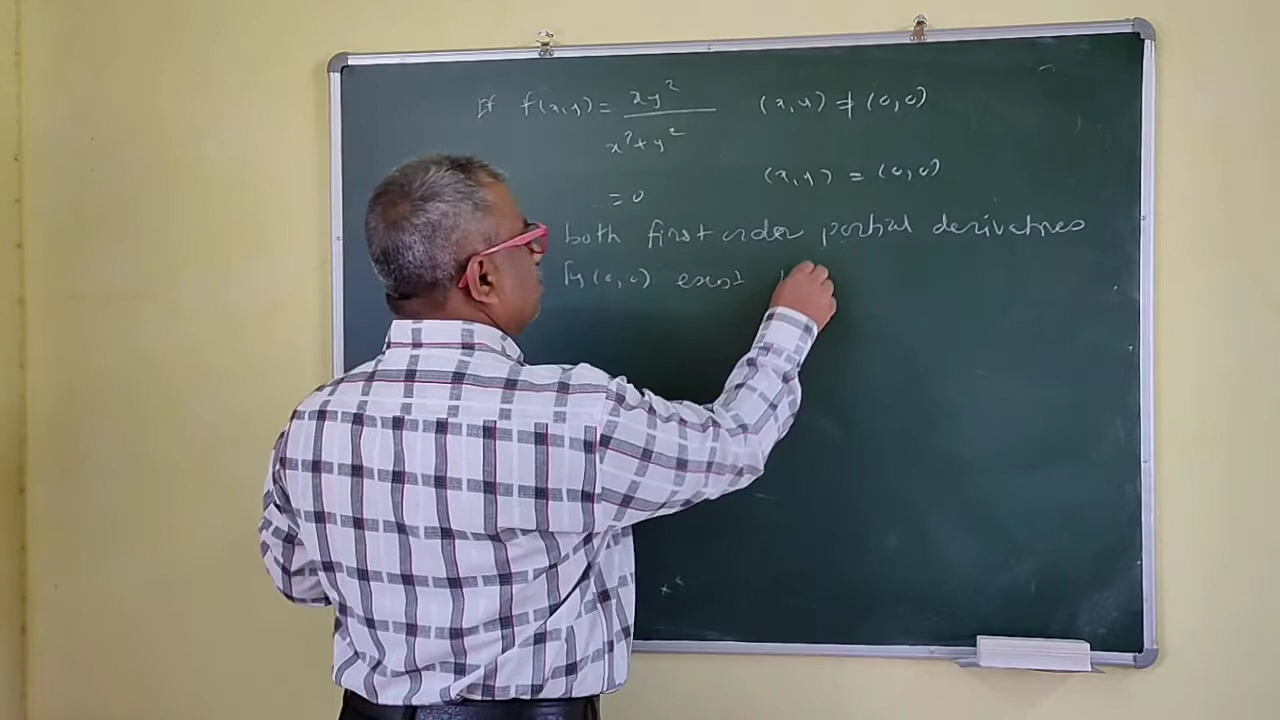 If f(x,y) = xy² / x²+y² (x,y) ≠ (0,0)
= 0 (x,y) = (0,0)
both first order partial derivatives
fy(0,0) exist